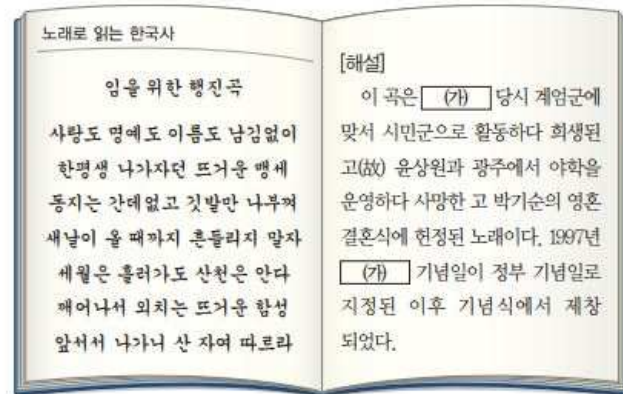 노래로 읽는 한국사
임을 위한 행진곡
사랑도 명예도 이름도 남김없이
한평생 나가자던 뜨거운 맹세
동지는 간데없고 깃발만 나부껴
새날이 올 때까지 흔들리지 말자
세월은 흘러가도 산천은 안다
깨어나서 외치는 뜨거운 함성
앞서서 나가니 산 자여 따르라
[해설]
이 곡은 (가) 당시 계엄군에
맞서 시민군으로 활동하다 희생된
고(故) 윤상원과 광주에서 야학을
운영하다 사망한 고 박기순의 영혼
결혼식에 헌정된 노래이다. 1997년
(가) 기념일이 정부 기념일로
지정된 이후 기념식에서 제창
되었다.